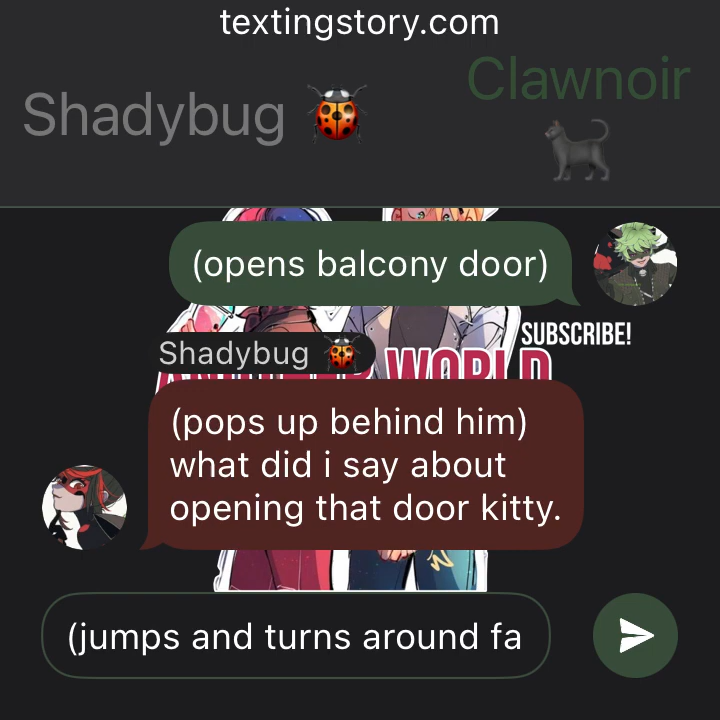 textingstory.com
Shadybug 🐞
Clawnoir
🐈‍⬛
(opens balcony door)
SUBSCRIBE!
Shadybug 🐞
WORLD
(pops up behind him)
what did i say about
opening that door kitty.
(jumps and turns around fa